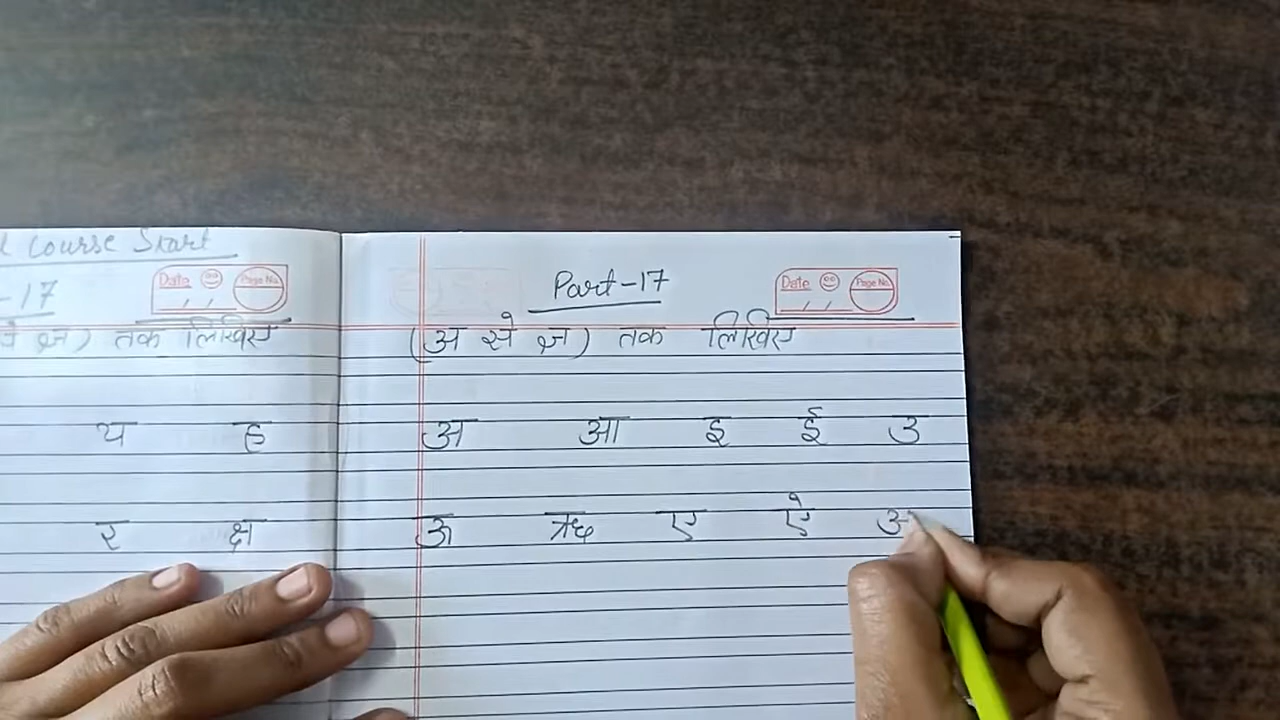 Course Start
-17
Date Page No.
तक लिखिए
य ह
र क्ष
Part-17
Date Page No.
(अ से ज्ञ) तक लिखिए
अ आ इ ई उ
ऊ ऋ ए ऐ